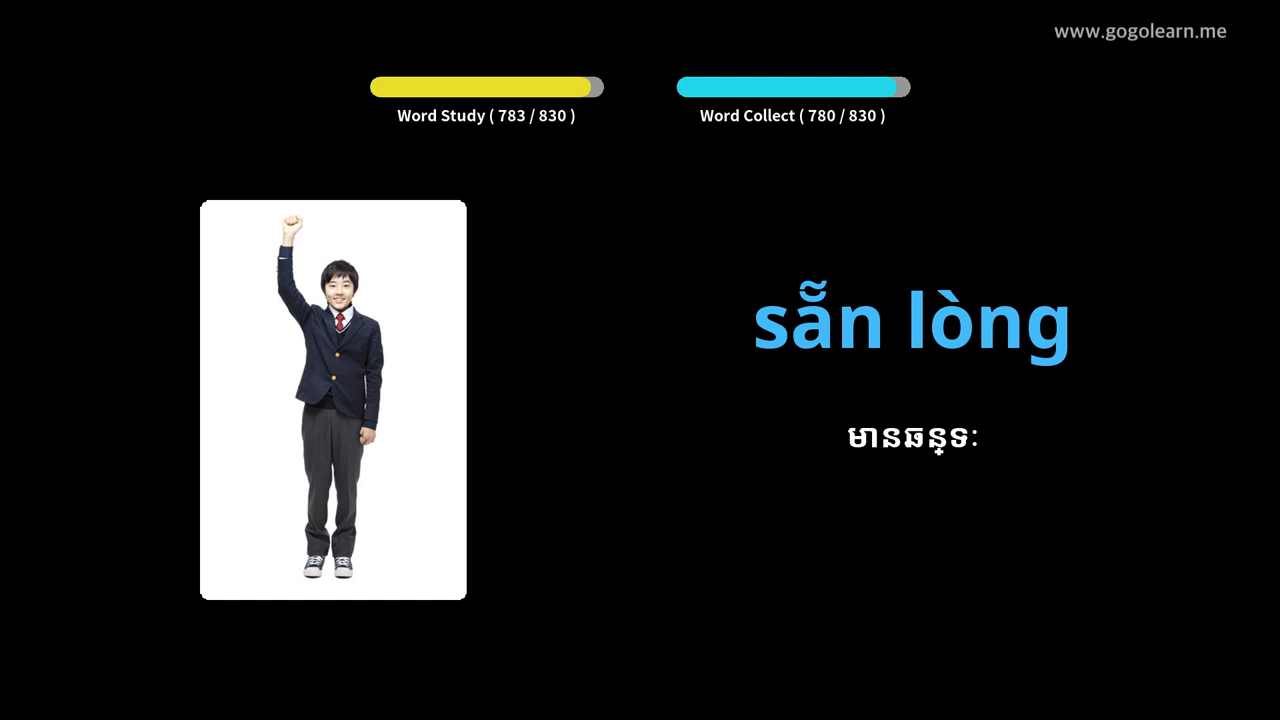 www.gogolearn.me
Word Study ( 783 / 830 )
Word Collect ( 780 / 830 )
sẵn lòng
មានឆន្ទៈ